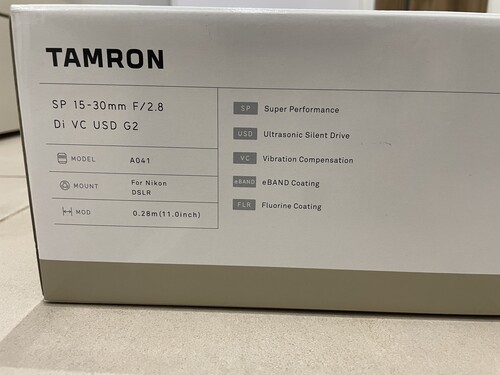 TAMRON
SP 15-30mm F/2.8
Di VC USD G2
MODEL A041
MOUNT For Nikon
DSLR
MOD 0.28m(11.0inch)
SP Super Performance
USD Ultrasonic Silent Drive
VC Vibration Compensation
eBAND eBAND Coating
FLR Fluorine Coating